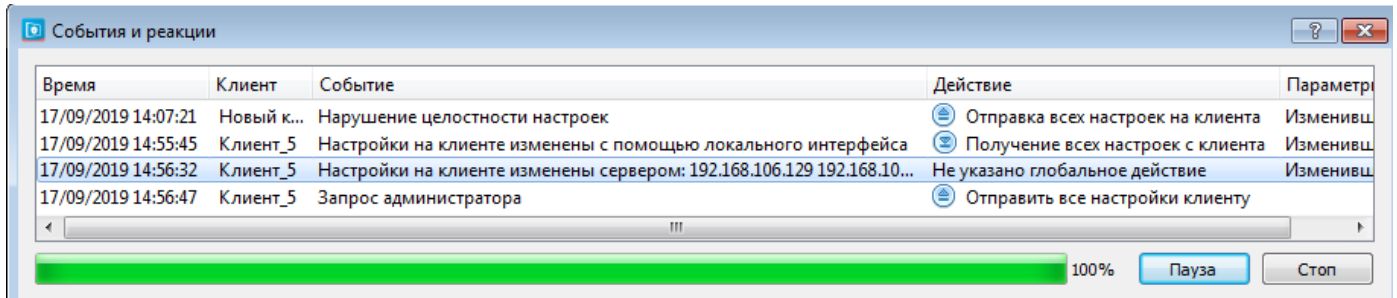 События и реакции
Время Клиент Событие Действие Параметры
17/09/2019 14:07:21 Новый к... Нарушение целостности настроек Отправка всех настроек на клиента Изменивш
17/09/2019 14:55:45 Клиент_5 Настройки на клиенте изменены с помощью локального интерфейса Получение всех настроек с клиента Изменивш
17/09/2019 14:56:32 Клиент_5 Настройки на клиенте изменены сервером: 192.168.106.129 192.168.10... Не указано глобальное действие Изменивш
17/09/2019 14:56:47 Клиент_5 Запрос администратора Отправить все настройки клиенту
100% Пауза Стоп